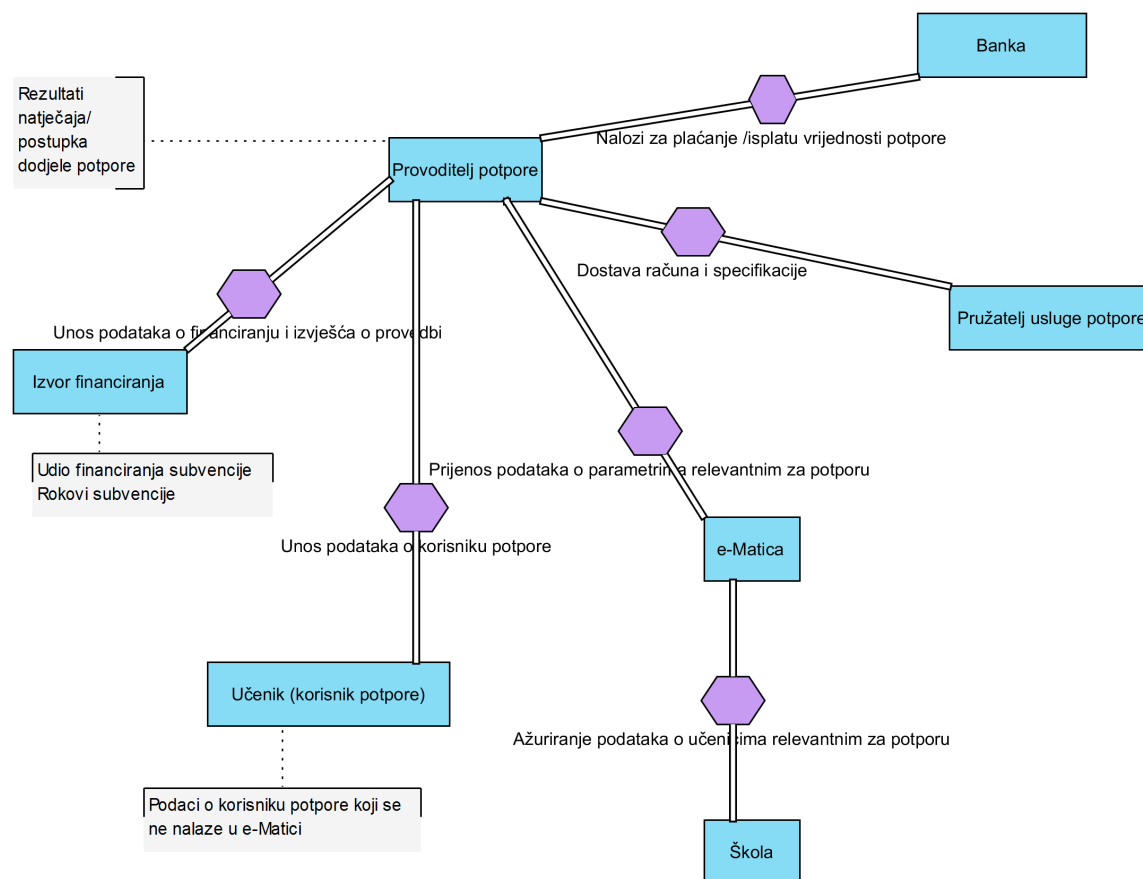 Banka
Rezultati
natječaja/
postupka
dodjele potpore
Nalozi za plaćanje /isplatu vrijednosti potpore
Provoditelj potpore
Dostava računa i specifikacije
Pružatelj usluge potpore
Unos podataka o financiranju i izvješća o provedbi
Izvor financiranja
Udio financiranja subvencije
Rokovi subvencije
Prijenos podataka o parametrima relevantnim za potporu
Unos podataka o korisniku potpore
e-Matica
Učenik (korisnik potpore)
Ažuriranje podataka o učenicima relevantnim za potporu
Podaci o korisniku potpore koji se
ne nalaze u e-Matici
Škola